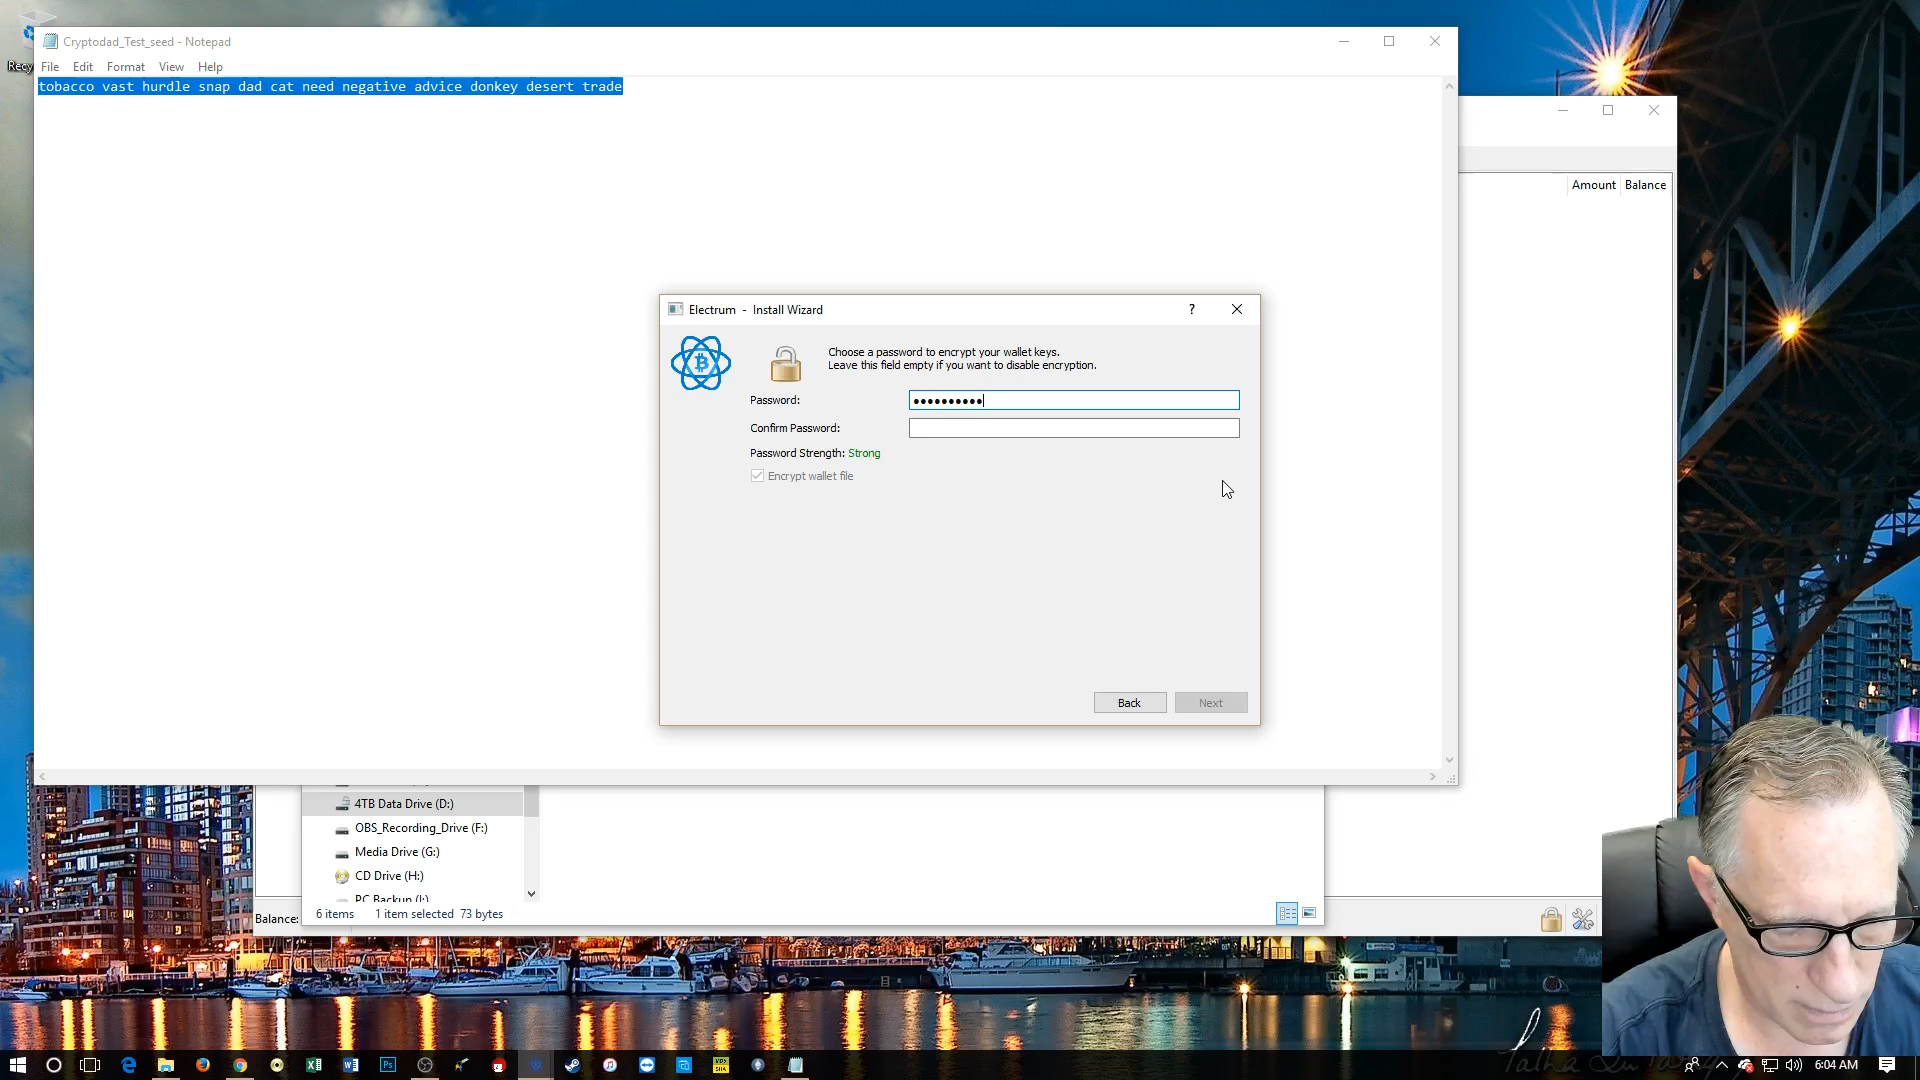 Cryptodad_Test_seed - Notepad
File Edit Format View Help
tobacco vast hurdle snap dad cat need negative advice donkey desert trade
Amount Balance
Electrum - Install Wizard
Choose a password to encrypt your wallet keys.
Leave this field empty if you want to disable encryption.
Password:
Confirm Password:
Password Strength: Strong
Encrypt wallet file
Back Next
4TB Data Drive (D:)
OBS_Recording_Drive (F:)
Media Drive (G:)
CD Drive (H:)
PC Backup (I:)
Balance:
6 items 1 item selected 73 bytes
6:04 AM